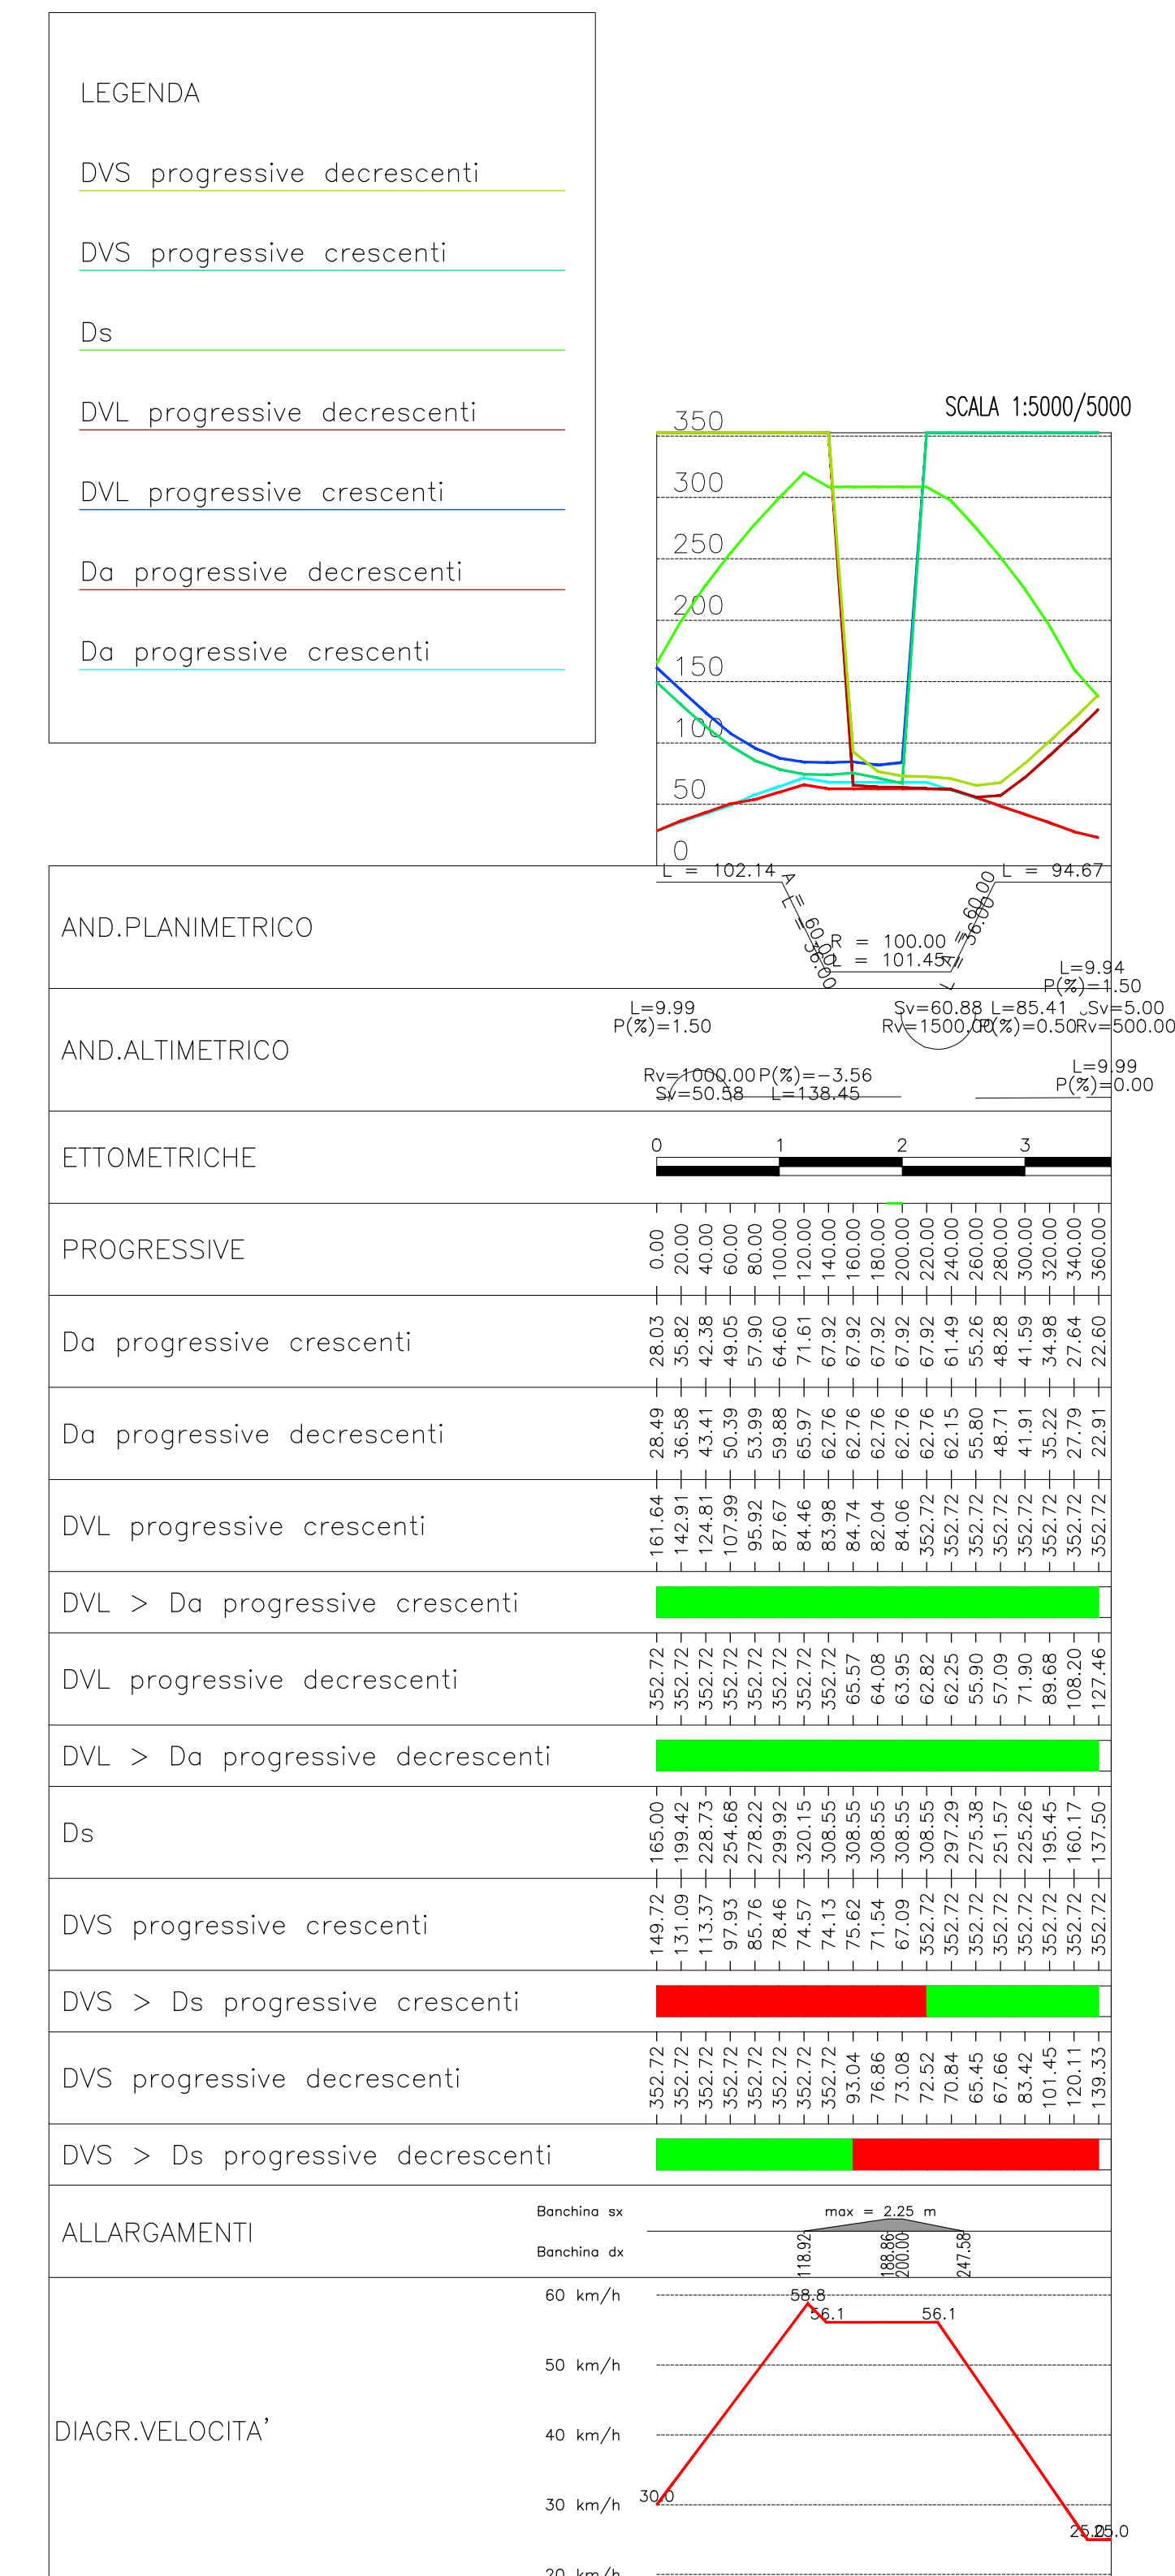 LEGENDA
DVS progressive decrescenti
DVS progressive crescenti
Ds
DVL progressive decrescenti
DVL progressive crescenti
Da progressive decrescenti
Da progressive crescenti
SCALA 1:5000/5000
350
300
250
200
150
100
50
0
AND.PLANIMETRICO
L = 102.14
A = 60.00
L = 36.00
R = 100.00
L = 101.45
A = 60.00
L = 36.00
L = 94.67
AND.ALTIMETRICO
L=9.99
P(%)=1.50
Rv=1000.00
Sv=50.58
P(%)=-3.56
L=138.45
Sv=60.88
Rv=1500.00
L=85.41
P(%)=0.50
L=9.94
P(%)=1.50
Sv=5.00
Rv=500.00
L=9.99
P(%)=0.00
ETTOMETRICHE
0 1 2 3
PROGRESSIVE
0.00 20.00 40.00 60.00 80.00 100.00 120.00 140.00 160.00 180.00 200.00 220.00 240.00 260.00 280.00 300.00 320.00 340.00 360.00
Da progressive crescenti
28.03 35.82 42.38 49.05 57.90 64.60 71.61 67.92 67.92 67.92 67.92 67.92 61.49 55.26 48.28 41.59 34.98 27.64 22.60
Da progressive decrescenti
28.49 36.58 43.41 50.39 53.99 59.88 65.97 62.76 62.76 62.76 62.76 62.76 62.15 55.80 48.71 41.91 35.22 27.79 22.91
DVL progressive crescenti
161.64 142.91 124.81 107.99 95.92 87.67 84.46 83.98 84.74 82.04 84.06 352.72 352.72 352.72 352.72 352.72 352.72 352.72 352.72
DVL > Da progressive crescenti
DVL progressive decrescenti
352.72 352.72 352.72 352.72 352.72 352.72 352.72 352.72 65.57 64.08 63.95 62.82 62.25 55.90 57.09 71.90 89.68 108.20 127.46
DVL > Da progressive decrescenti
Ds
165.00 199.42 228.73 254.68 278.22 299.92 320.15 308.55 308.55 308.55 308.55 308.55 297.29 275.38 251.57 225.26 195.45 160.17 137.50
DVS progressive crescenti
149.72 131.09 113.37 97.93 85.76 78.46 74.57 74.13 75.62 71.54 67.09 352.72 352.72 352.72 352.72 352.72 352.72 352.72 352.72
DVS > Ds progressive crescenti
DVS progressive decrescenti
352.72 352.72 352.72 352.72 352.72 352.72 352.72 352.72 93.04 76.86 73.08 72.52 70.84 65.45 67.66 83.42 101.45 120.11 139.33
DVS > Ds progressive decrescenti
ALLARGAMENTI
Banchina sx
max = 2.25 m
Banchina dx
118.92 188.86 200.00 247.58
DIAGR.VELOCITA'
60 km/h
50 km/h
40 km/h
30 km/h
20 km/h
30.0
58.8
56.1
56.1
25.0
25.0